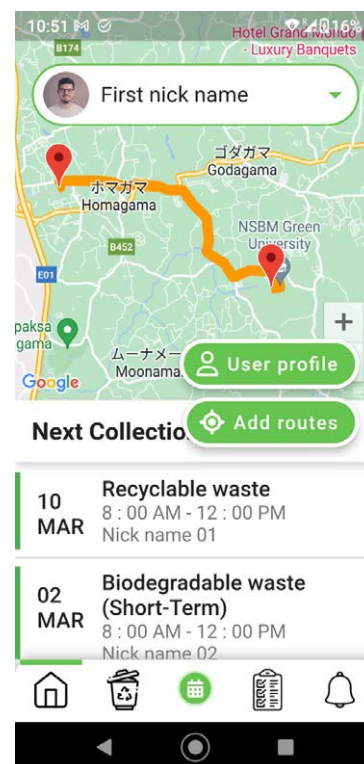 10:51
16%
Hotel Grand Mondo
- Luxury Banquets
B174
First nick name
ゴダガマ
Godagama
ホマガマ
Homagama
NSBM Green
University
B452
E01
paksa
gama
ムーナメー
Moonama
Google
+
User profile
Add routes
Next Collectio
10
MAR
Recyclable waste
8 : 00 AM - 12 : 00 PM
Nick name 01
02
MAR
Biodegradable waste
(Short-Term)
8 : 00 AM - 12 : 00 PM
Nick name 02